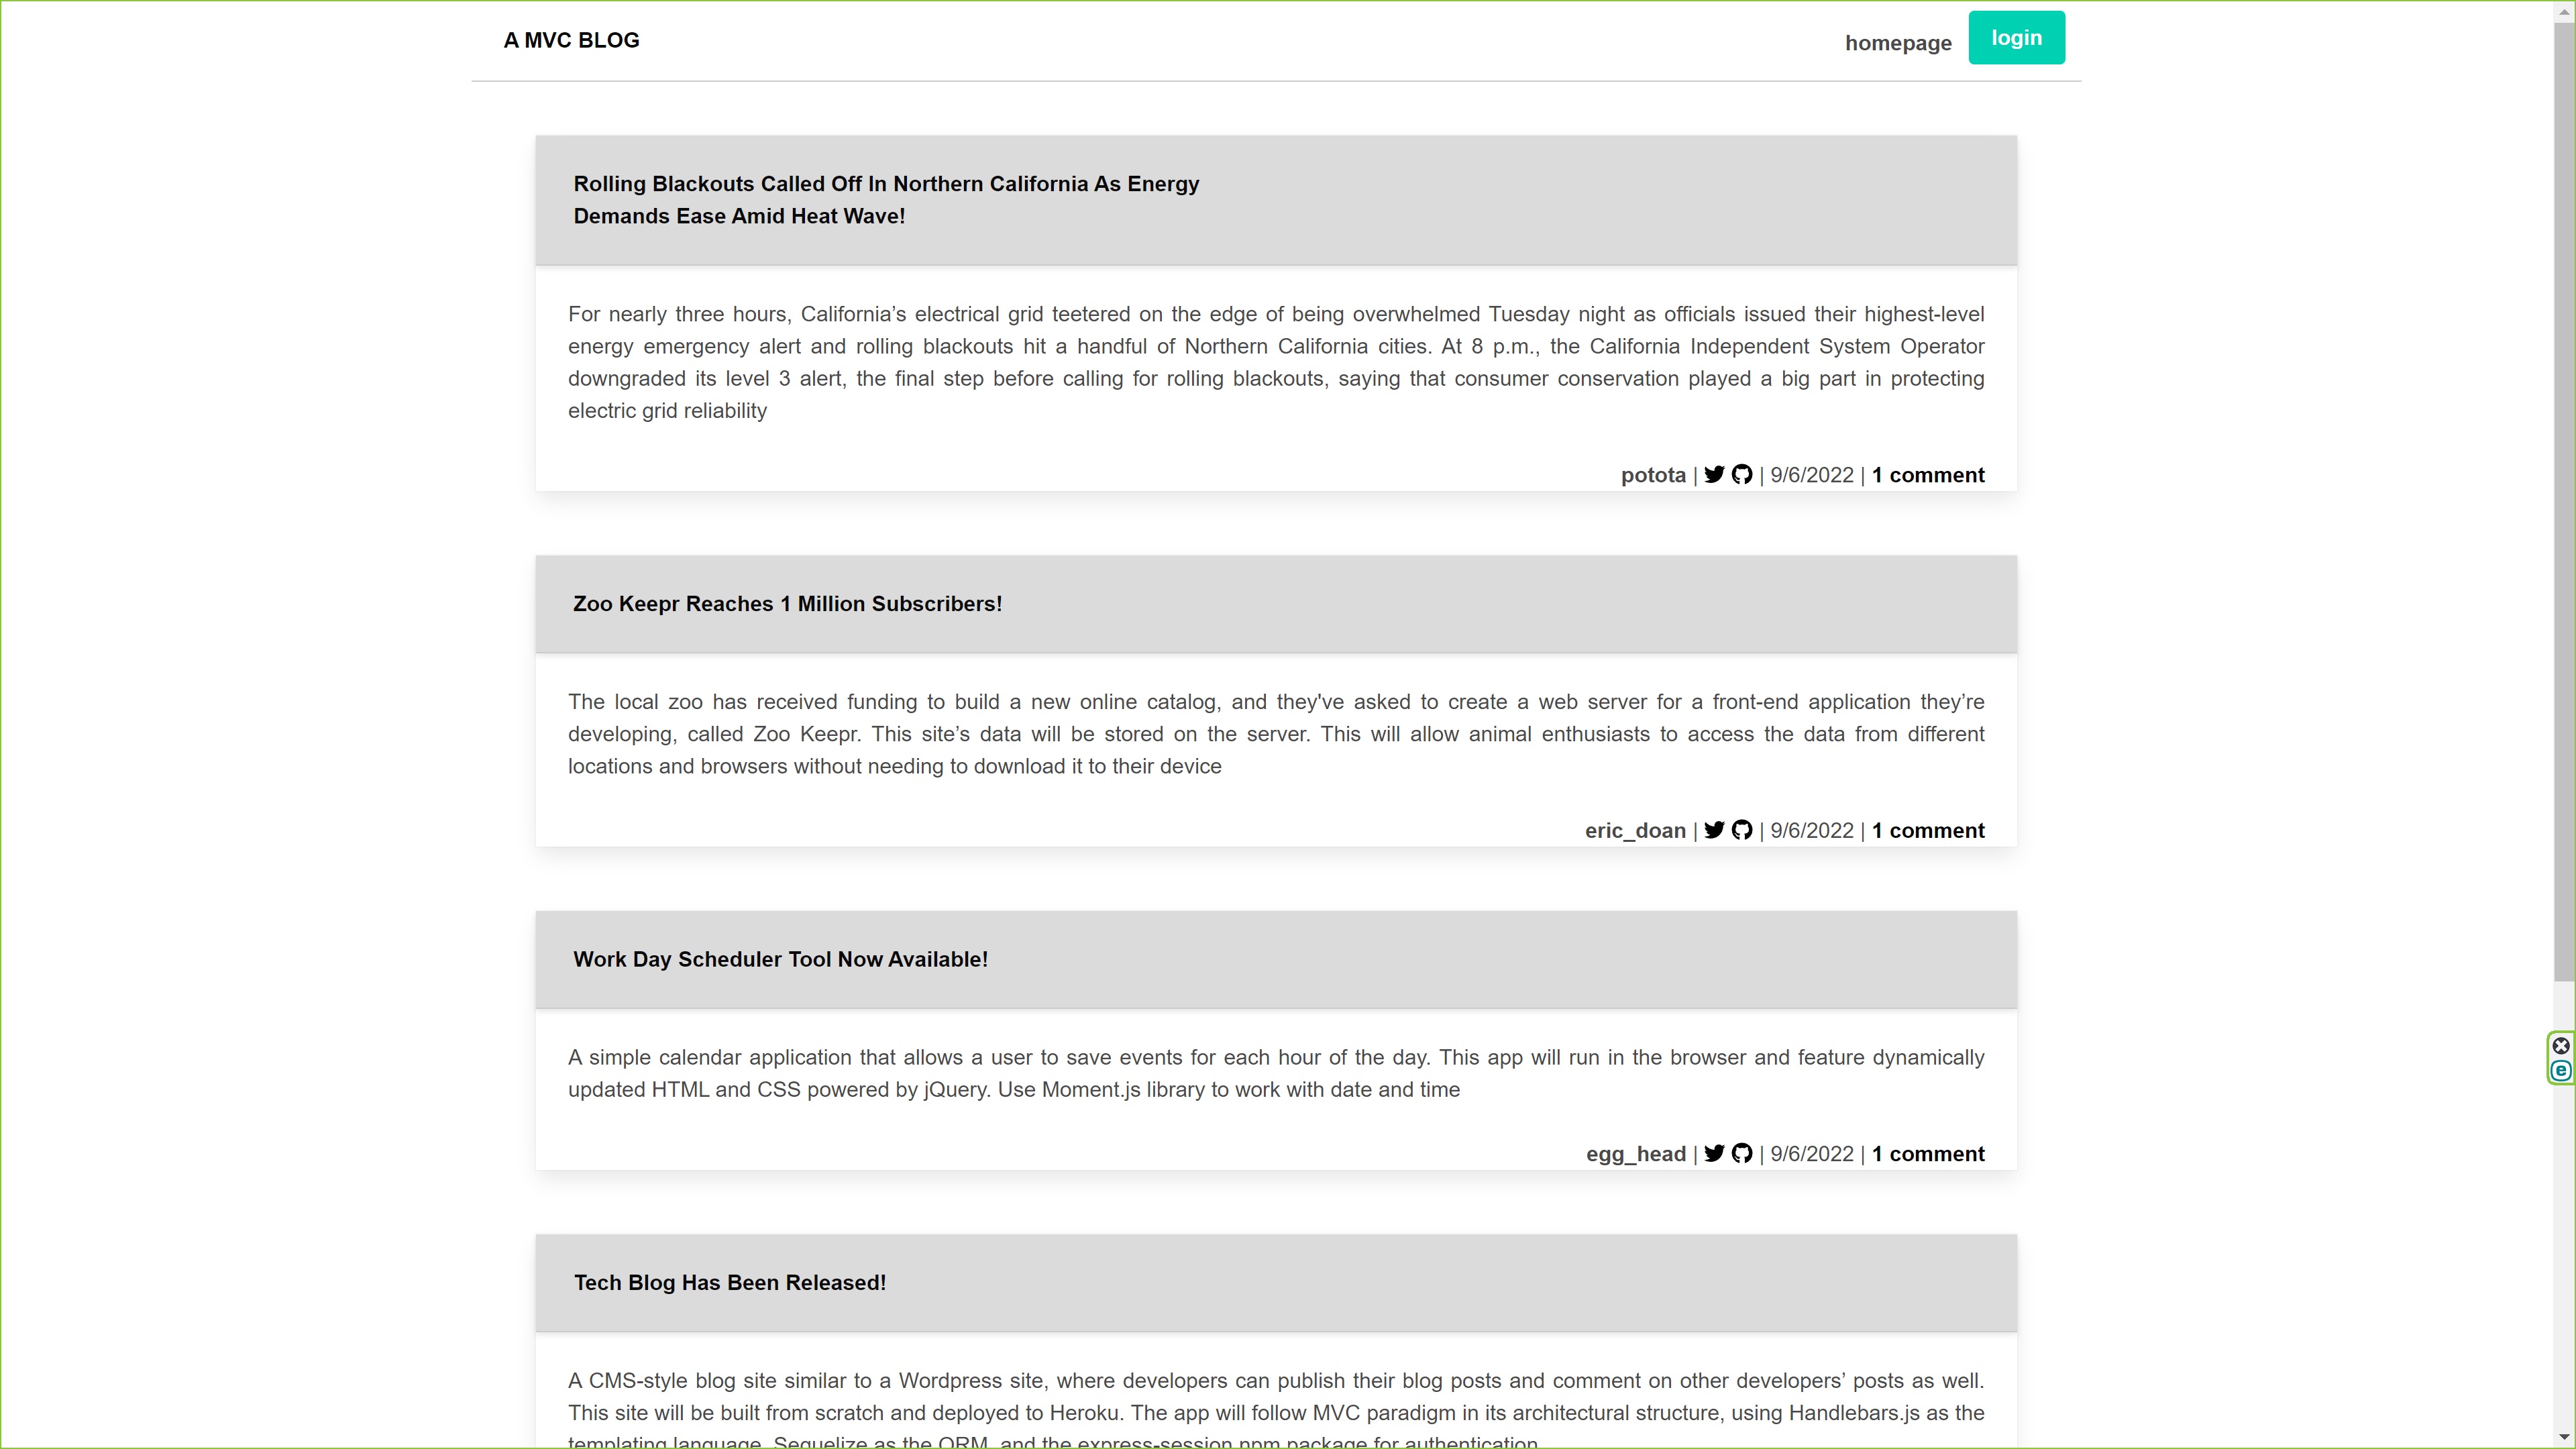 A MVC BLOG
homepage
login
Rolling Blackouts Called Off In Northern California As Energy
Demands Ease Amid Heat Wave!
For nearly three hours, California’s electrical grid teetered on the edge of being overwhelmed Tuesday night as officials issued their highest-level
energy emergency alert and rolling blackouts hit a handful of Northern California cities. At 8 p.m., the California Independent System Operator
downgraded its level 3 alert, the final step before calling for rolling blackouts, saying that consumer conservation played a big part in protecting
electric grid reliability
potota | | 9/6/2022 | 1 comment
Zoo Keepr Reaches 1 Million Subscribers!
The local zoo has received funding to build a new online catalog, and they've asked to create a web server for a front-end application they’re
developing, called Zoo Keepr. This site’s data will be stored on the server. This will allow animal enthusiasts to access the data from different
locations and browsers without needing to download it to their device
eric_doan | | 9/6/2022 | 1 comment
Work Day Scheduler Tool Now Available!
A simple calendar application that allows a user to save events for each hour of the day. This app will run in the browser and feature dynamically
updated HTML and CSS powered by jQuery. Use Moment.js library to work with date and time
egg_head | | 9/6/2022 | 1 comment
Tech Blog Has Been Released!
A CMS-style blog site similar to a Wordpress site, where developers can publish their blog posts and comment on other developers’ posts as well.
This site will be built from scratch and deployed to Heroku. The app will follow MVC paradigm in its architectural structure, using Handlebars.js as the
templating language, Sequelize as the ORM, and the express-session npm package for authentication